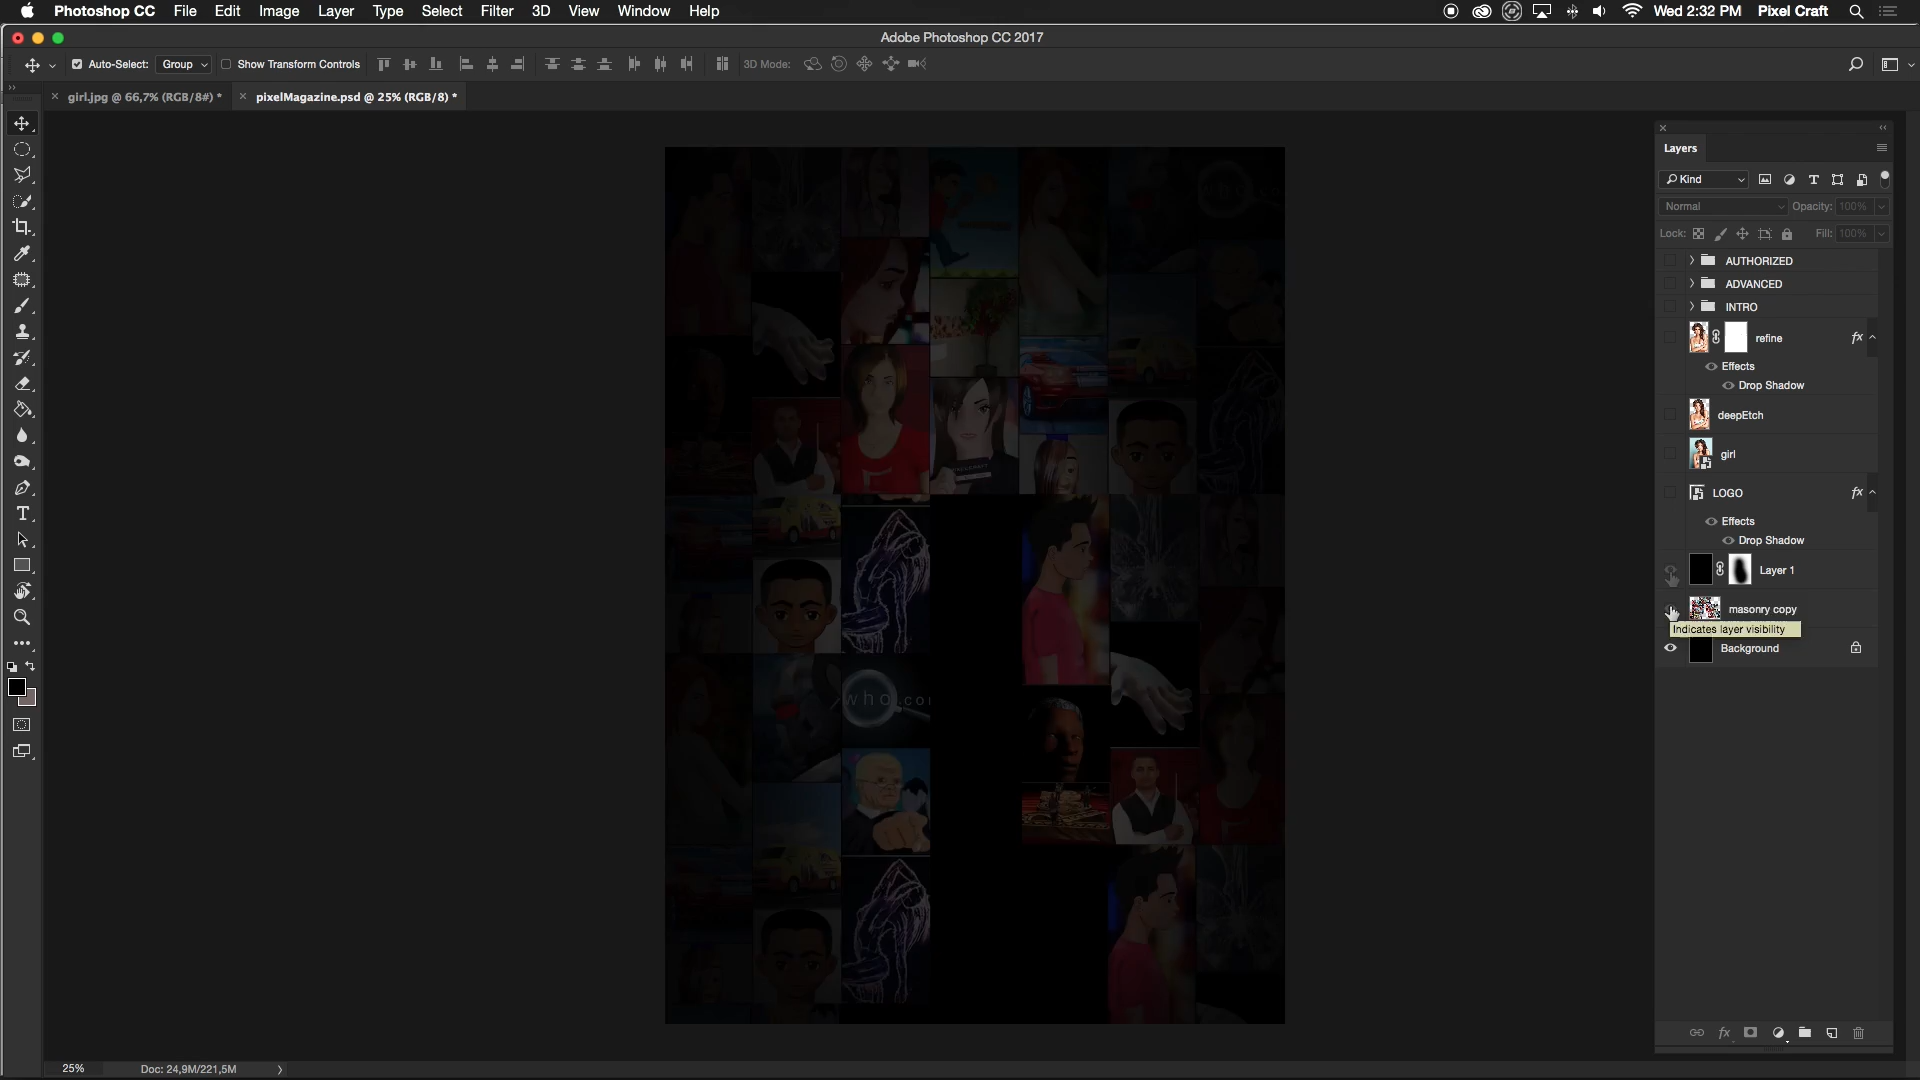 Photoshop CC File Edit Image Layer Type Select Filter 3D View Window Help Wed 2:32 PM Pixel Craft
Adobe Photoshop CC 2017
Auto-Select: Group Show Transform Controls 3D Mode:
girl.jpg @ 66,7% (RGB/8#) * pixelMagazine.psd @ 25% (RGB/8) *
Layers
Kind
Normal Opacity: 100%
Lock: Fill: 100%
AUTHORIZED
ADVANCED
INTRO
refine fx
Effects
Drop Shadow
deepEtch
girl
LOGO fx
Effects
Drop Shadow
Layer 1
masonry copy
Indicates layer visibility
Background
who.co
25% Doc: 24,9M/221,5M